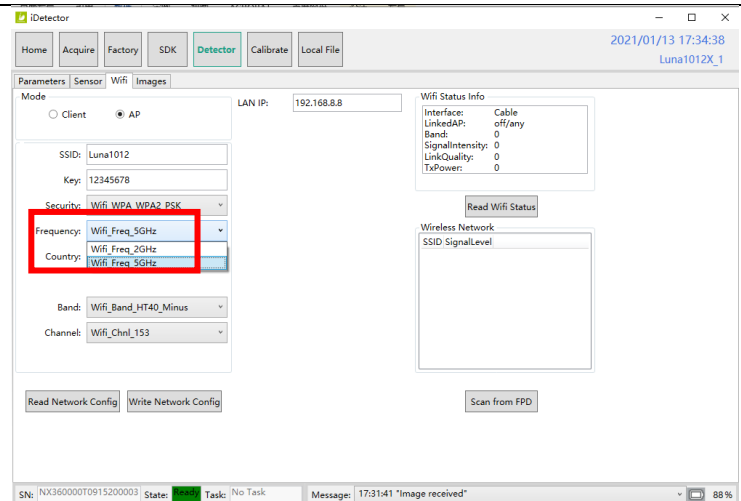 iDetector
Home Acquire Factory SDK Detector Calibrate Local File
2021/01/13 17:34:38
Luna1012X_1
Parameters Sensor Wifi Images
Mode
Client AP
LAN IP: 192.168.8.8
Wifi Status Info
Interface: Cable
LinkedAP: off/any
Band: 0
SignalIntensity: 0
LinkQuality: 0
TxPower: 0
SSID: Luna1012
Key: 12345678
Read Wifi Status
Security: Wifi_WPA_WPA2_PSK
Frequency: Wifi_Freq_5GHz
Wifi_Freq_2GHz
Country: Wifi_Freq_5GHz
Wireless Network
SSID SignalLevel
Band: Wifi_Band_HT40_Minus
Channel: Wifi_Chnl_153
Read Network Config Write Network Config
Scan from FPD
SN: NX360000T0915200003 State: Ready Task: No Task Message: 17:31:41 "Image received" 88%